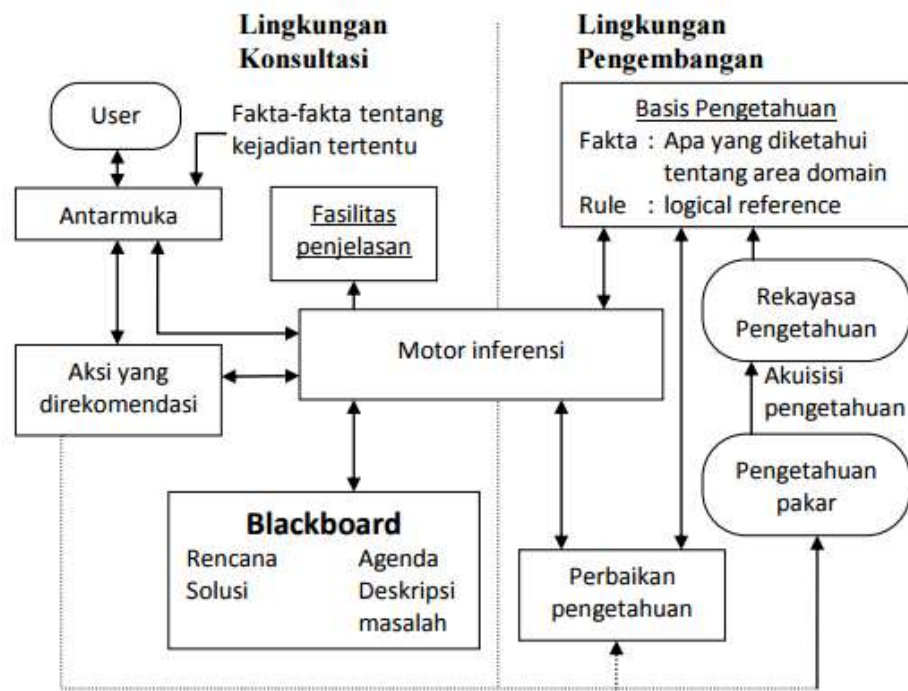 Lingkungan
Konsultasi
Lingkungan
Pengembangan
User
Fakta-fakta tentang
kejadian tertentu
Antarmuka
Fasilitas
penjelasan
Basis Pengetahuan
Fakta : Apa yang diketahui
tentang area domain
Rule : logical reference
Rekayasa
Pengetahuan
Motor inferensi
Aksi yang
direkomendasi
Akuisisi
pengetahuan
Pengetahuan
pakar
Blackboard
Rencana Agenda
Solusi Deskripsi
masalah
Perbaikan
pengetahuan